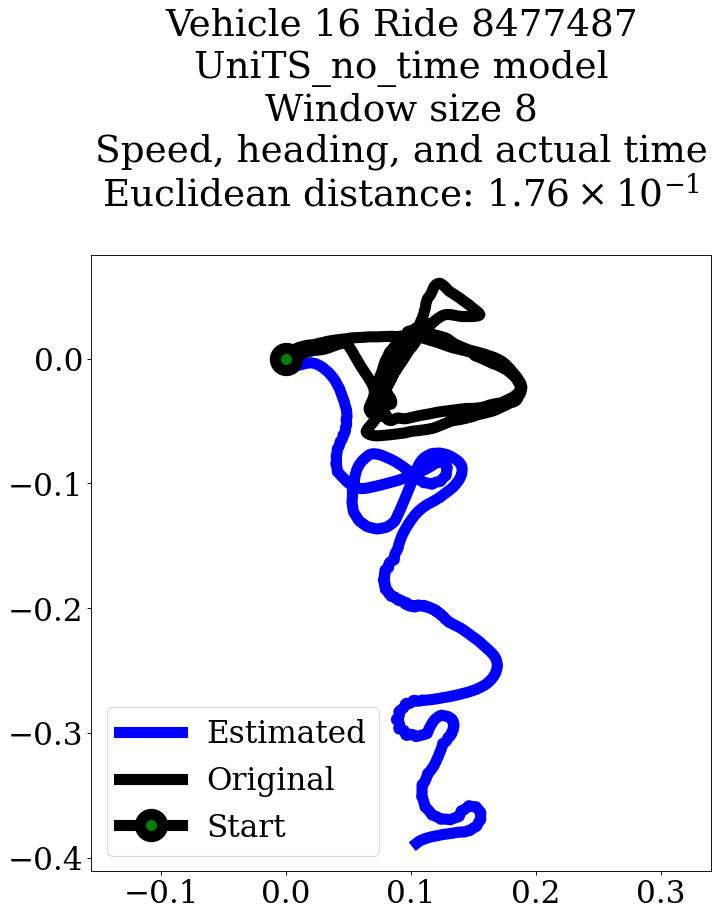 Vehicle 16 Ride 8477487
UniTS_no_time model
Window size 8
Speed, heading, and actual time
Euclidean distance: 1.76 × 10⁻¹
0.0
−0.1
−0.2
−0.3
−0.4
Estimated
Original
Start
−0.1 0.0 0.1 0.2 0.3